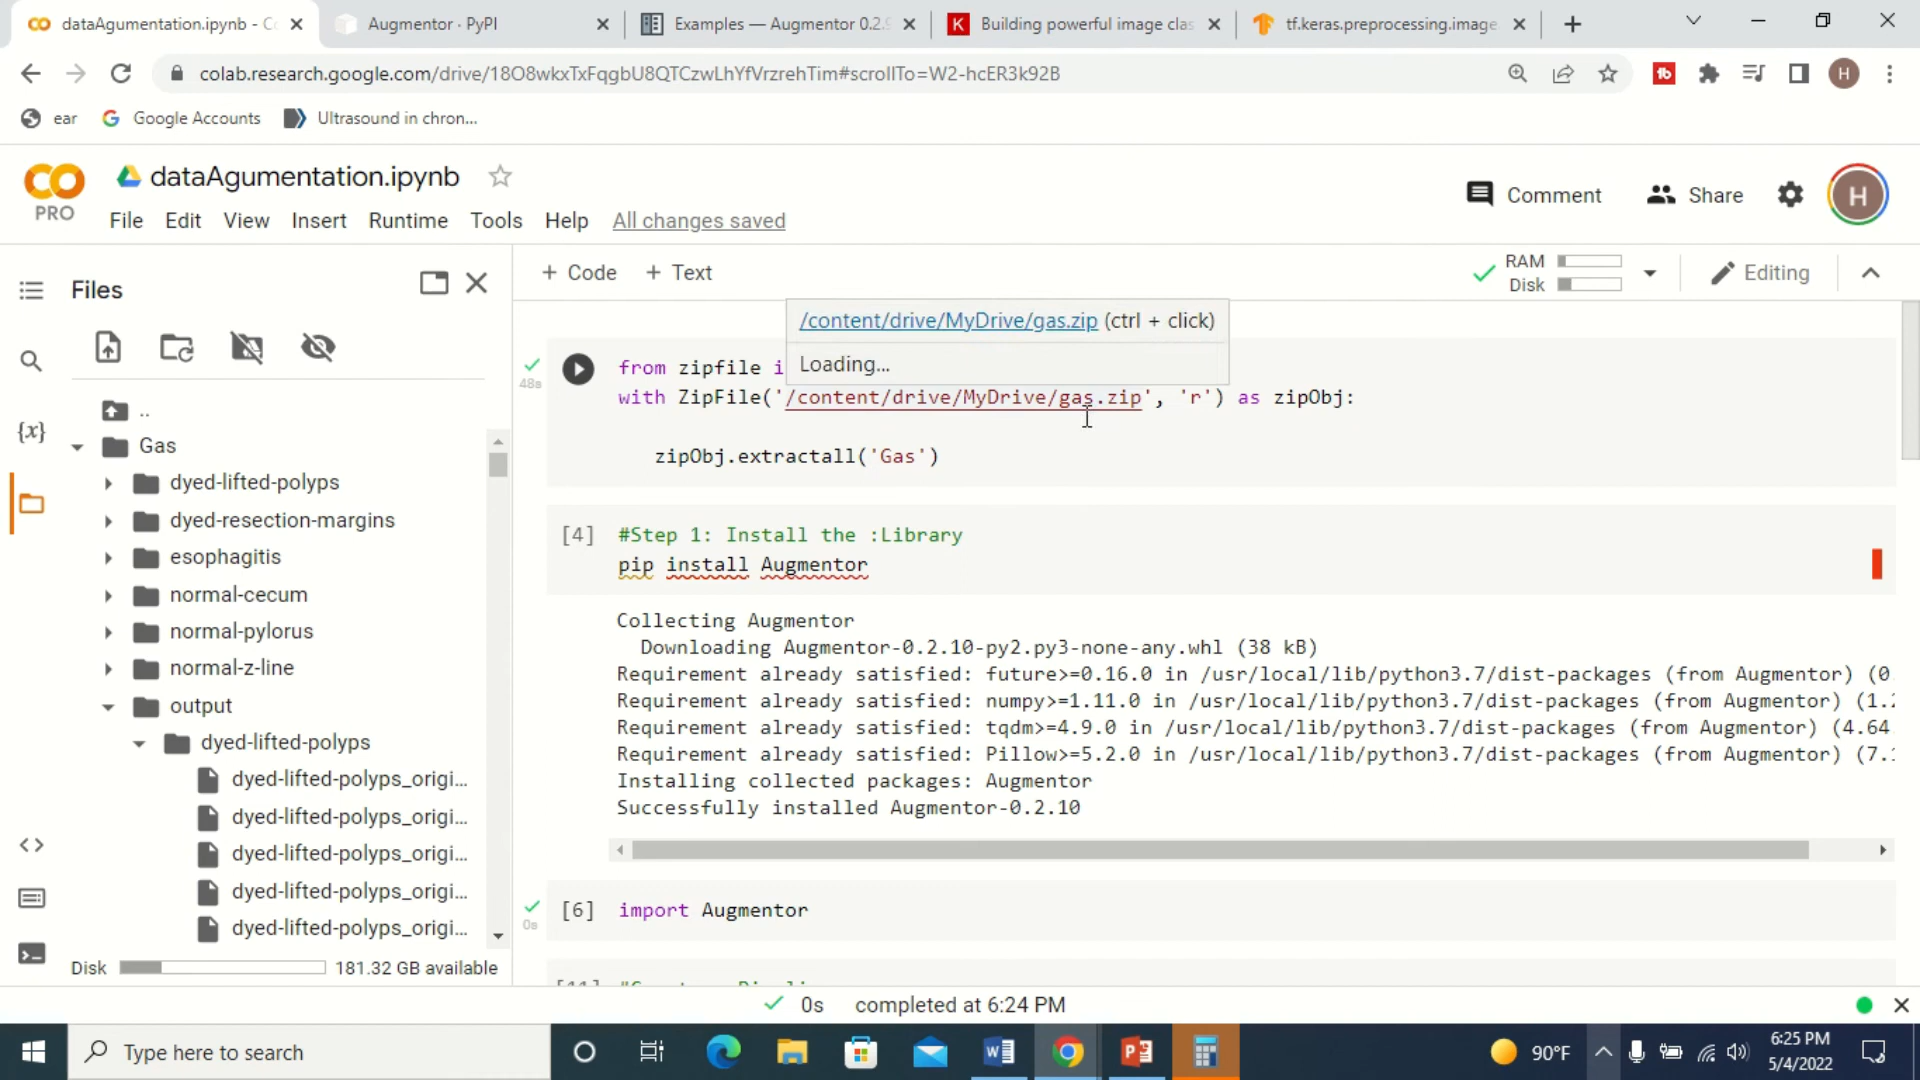 dataAgumentation.ipynb - Co
Augmentor · PyPI
Examples — Augmentor 0.2.9
Building powerful image clas
tf.keras.preprocessing.image
colab.research.google.com/drive/18O8wkxTxFqgbU8QTCzwLhYfVrzrehTim#scrollTo=W2-hcER3k92B
H
ear
Google Accounts
Ultrasound in chron...
CO
PRO
dataAgumentation.ipynb
File Edit View Insert Runtime Tools Help All changes saved
Comment
Share
H
Files
+ Code + Text
RAM
Disk
Editing
/content/drive/MyDrive/gas.zip (ctrl + click)
Loading...
48s
from zipfile i
with ZipFile('/content/drive/MyDrive/gas.zip', 'r') as zipObj:
zipObj.extractall('Gas')
..
Gas
dyed-lifted-polyps
dyed-resection-margins
esophagitis
normal-cecum
normal-pylorus
normal-z-line
output
dyed-lifted-polyps
dyed-lifted-polyps_origi...
dyed-lifted-polyps_origi...
dyed-lifted-polyps_origi...
dyed-lifted-polyps_origi...
dyed-lifted-polyps_origi...
Disk 181.32 GB available
[4] #Step 1: Install the :Library
pip install Augmentor
Collecting Augmentor
Downloading Augmentor-0.2.10-py2.py3-none-any.whl (38 kB)
Requirement already satisfied: future>=0.16.0 in /usr/local/lib/python3.7/dist-packages (from Augmentor) (0
Requirement already satisfied: numpy>=1.11.0 in /usr/local/lib/python3.7/dist-packages (from Augmentor) (1.2
Requirement already satisfied: tqdm>=4.9.0 in /usr/local/lib/python3.7/dist-packages (from Augmentor) (4.64
Requirement already satisfied: Pillow>=5.2.0 in /usr/local/lib/python3.7/dist-packages (from Augmentor) (7.1
Installing collected packages: Augmentor
Successfully installed Augmentor-0.2.10
0s
[6] import Augmentor
0s completed at 6:24 PM
Type here to search
90°F
6:25 PM
5/4/2022